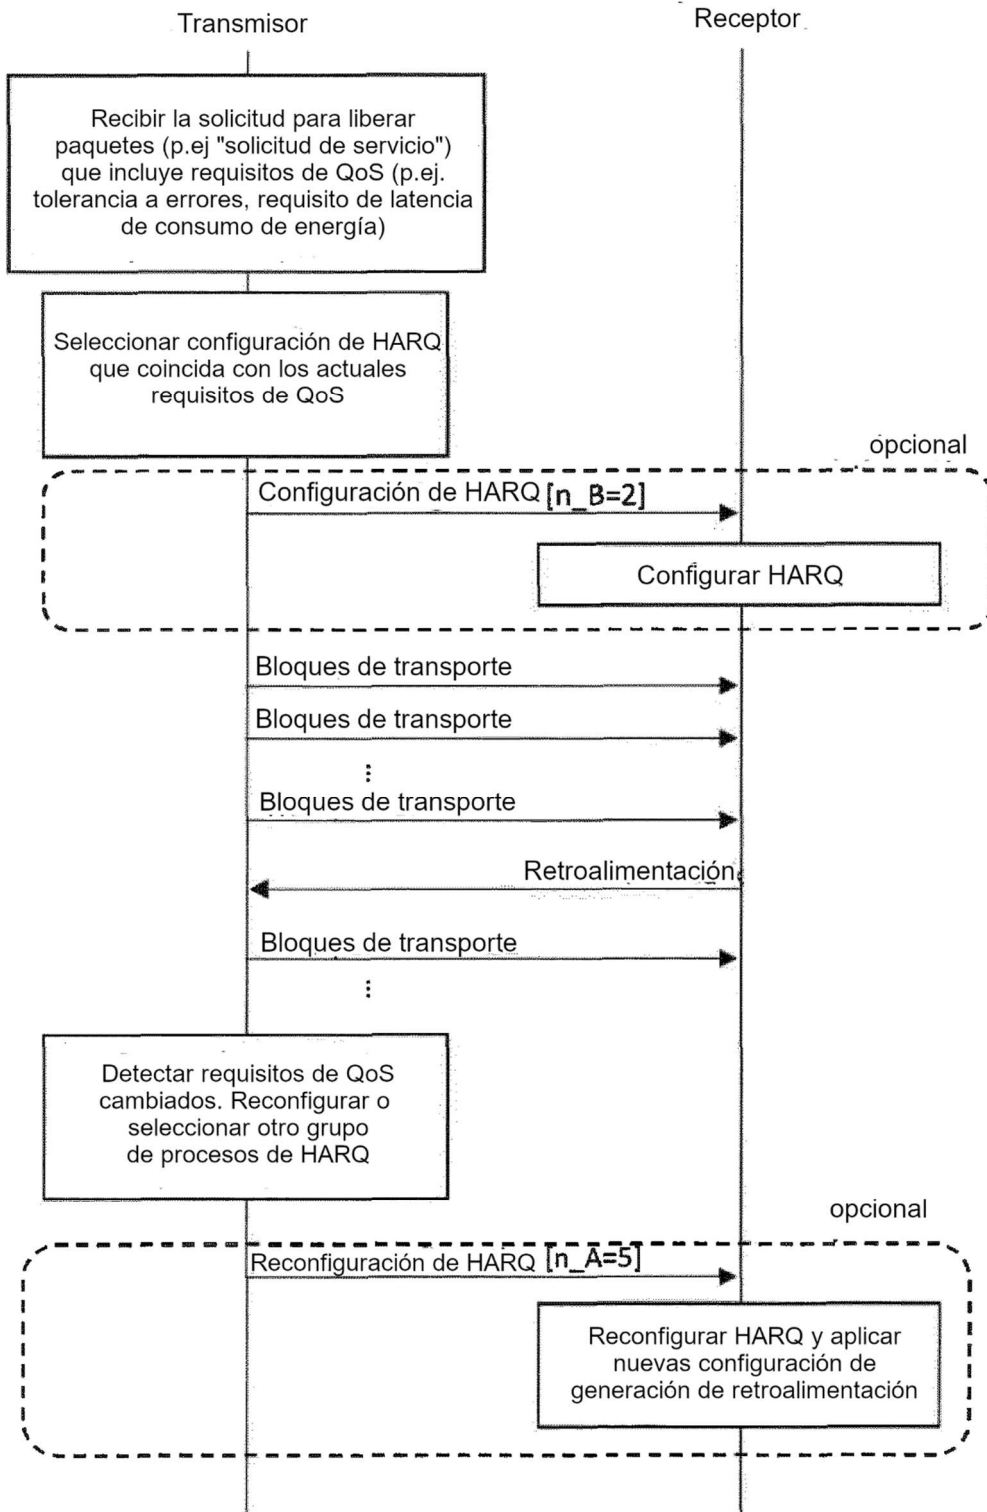 Transmisor
Receptor
Recibir la solicitud para liberar
paquetes (p.ej "solicitud de servicio")
que incluye requisitos de QoS (p.ej.
tolerancia a errores, requisito de latencia
de consumo de energía)
Seleccionar configuración de HARQ
que coincida con los actuales
requisitos de QoS
opcional
Configuración de HARQ [n_B=2]
Configurar HARQ
Bloques de transporte
Bloques de transporte
...
Bloques de transporte
Retroalimentación
Bloques de transporte
...
Detectar requisitos de QoS
cambiados. Reconfigurar o
seleccionar otro grupo
de procesos de HARQ
opcional
Reconfiguración de HARQ [n_A=5]
Reconfigurar HARQ y aplicar
nuevas configuración de
generación de retroalimentación